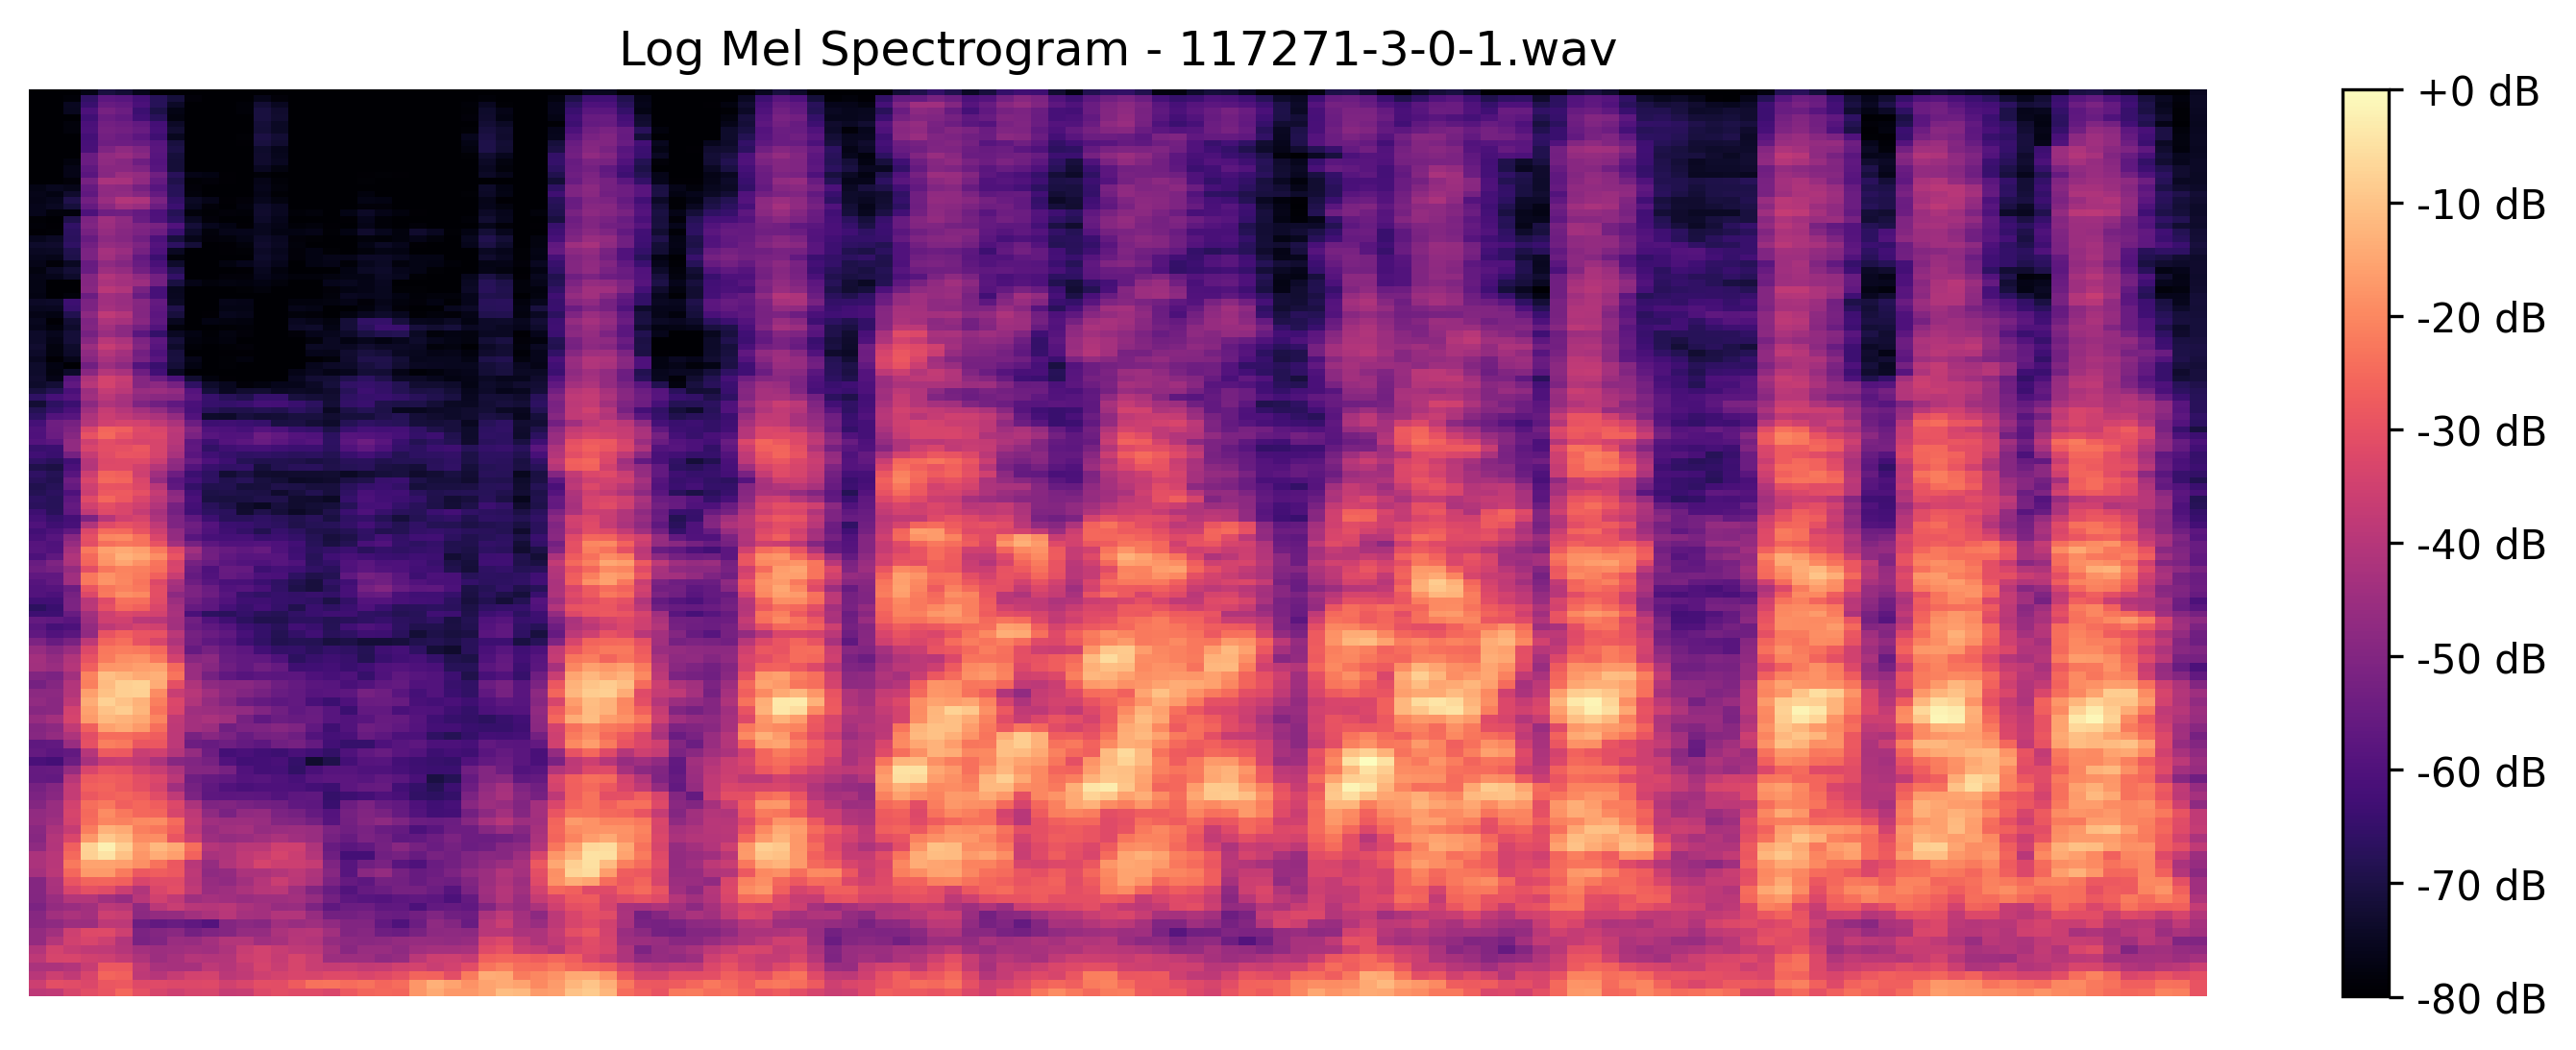 Log Mel Spectrogram - 117271-3-0-1.wav
+0 dB
-10 dB
-20 dB
-30 dB
-40 dB
-50 dB
-60 dB
-70 dB
-80 dB